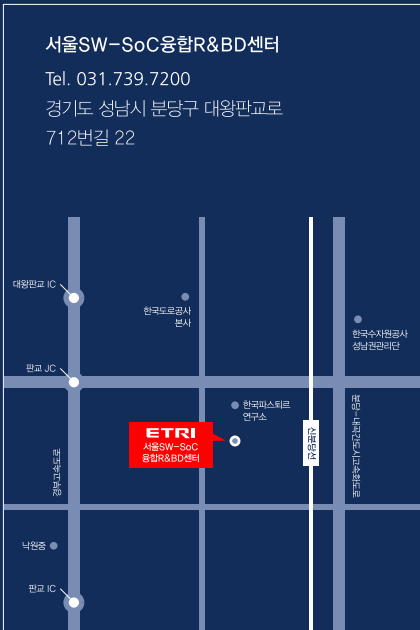 서울SW-SoC융합R&BD센터
Tel. 031.739.7200
경기도 성남시 분당구 대왕판교로
712번길 22
대왕판교 IC
한국도로공사
본사
한국수자원공사
성남권관리단
판교 JC
한국파스퇴르
연구소
ETRI
서울SW-SoC
융합R&BD센터
신분당선
분당-내곡간도시고속화도로
경부고속도로
낙원중
판교 IC